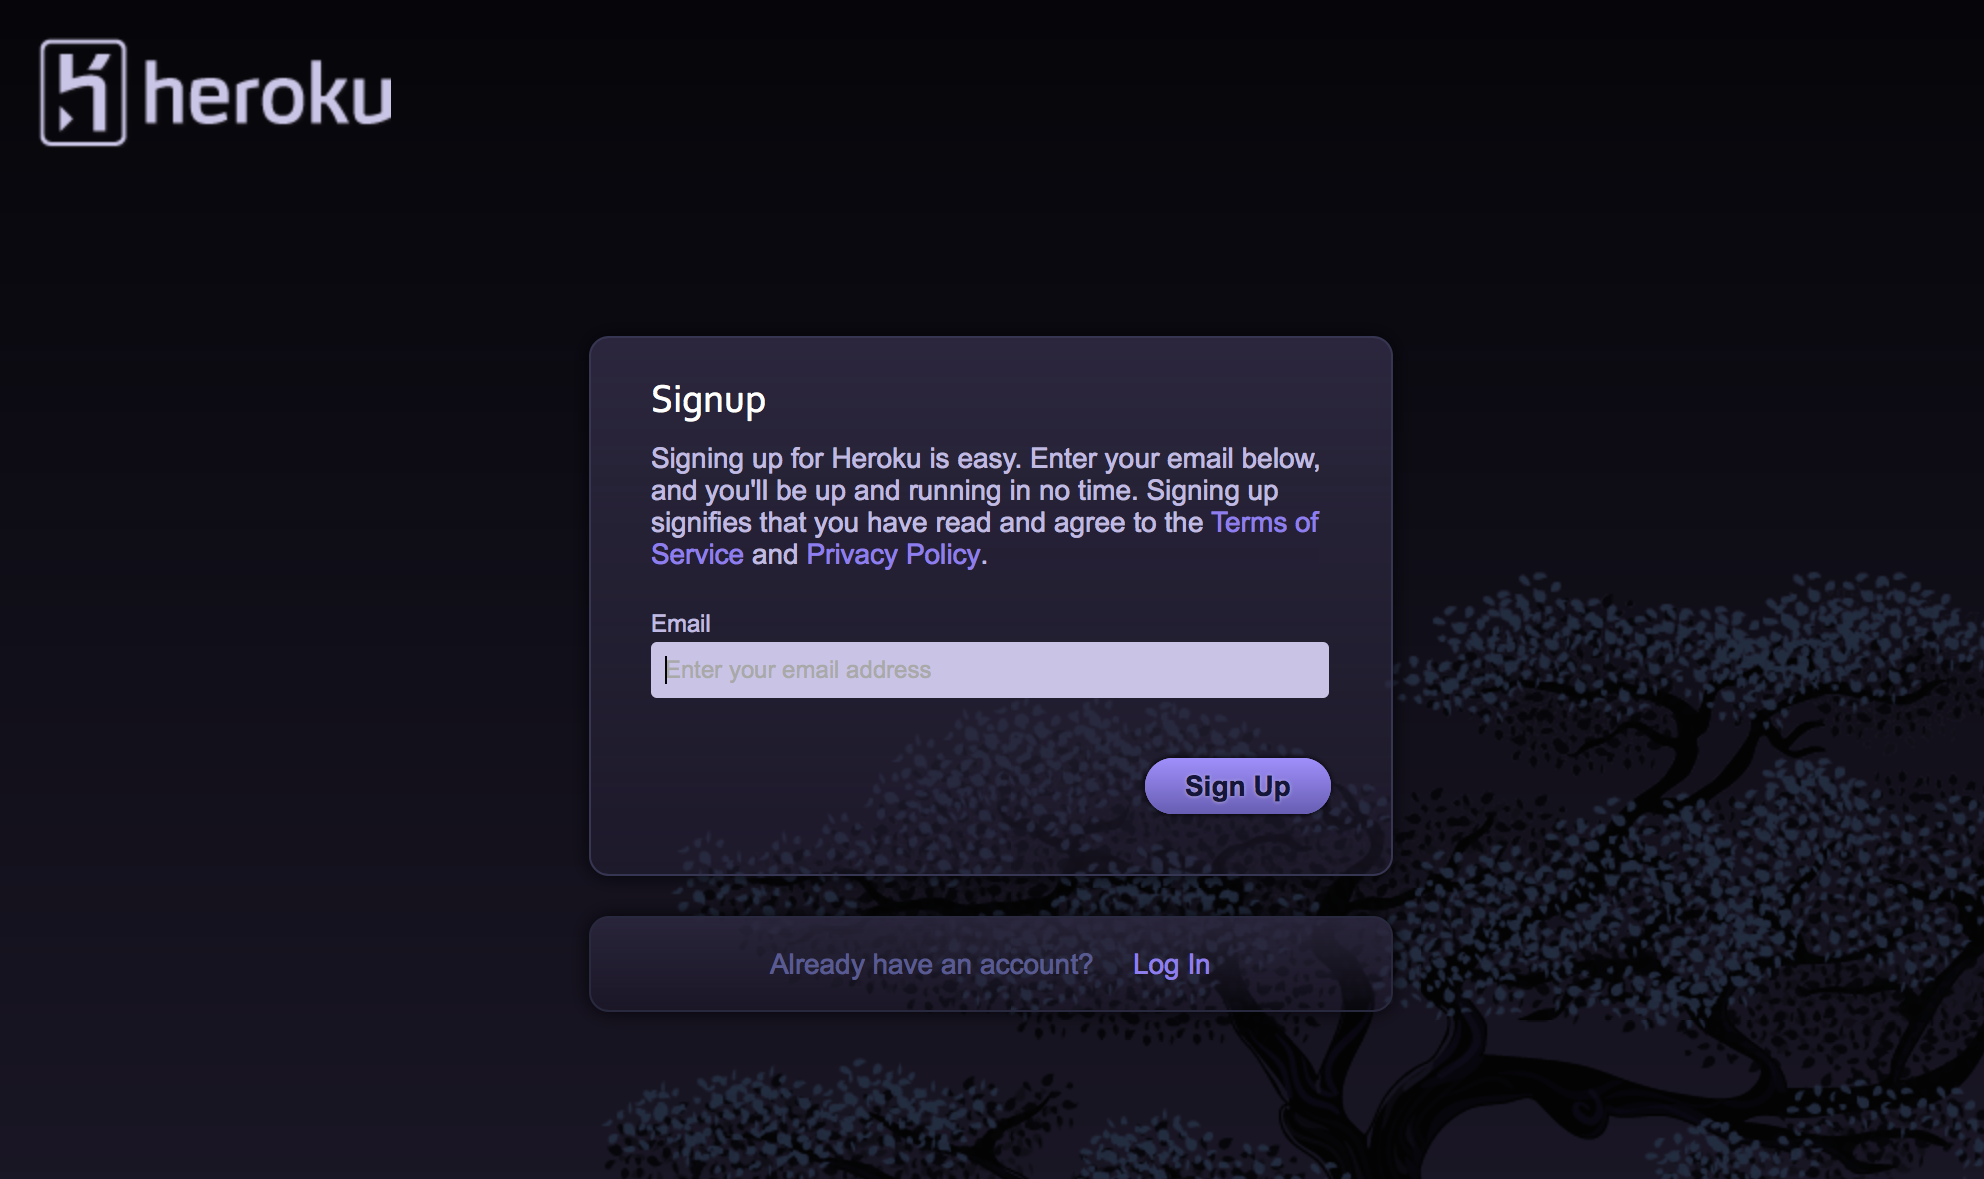 heroku
Signup
Signing up for Heroku is easy. Enter your email below,
and you'll be up and running in no time. Signing up
signifies that you have read and agree to the Terms of
Service and Privacy Policy.
Email
Enter your email address
Sign Up
Already have an account? Log In